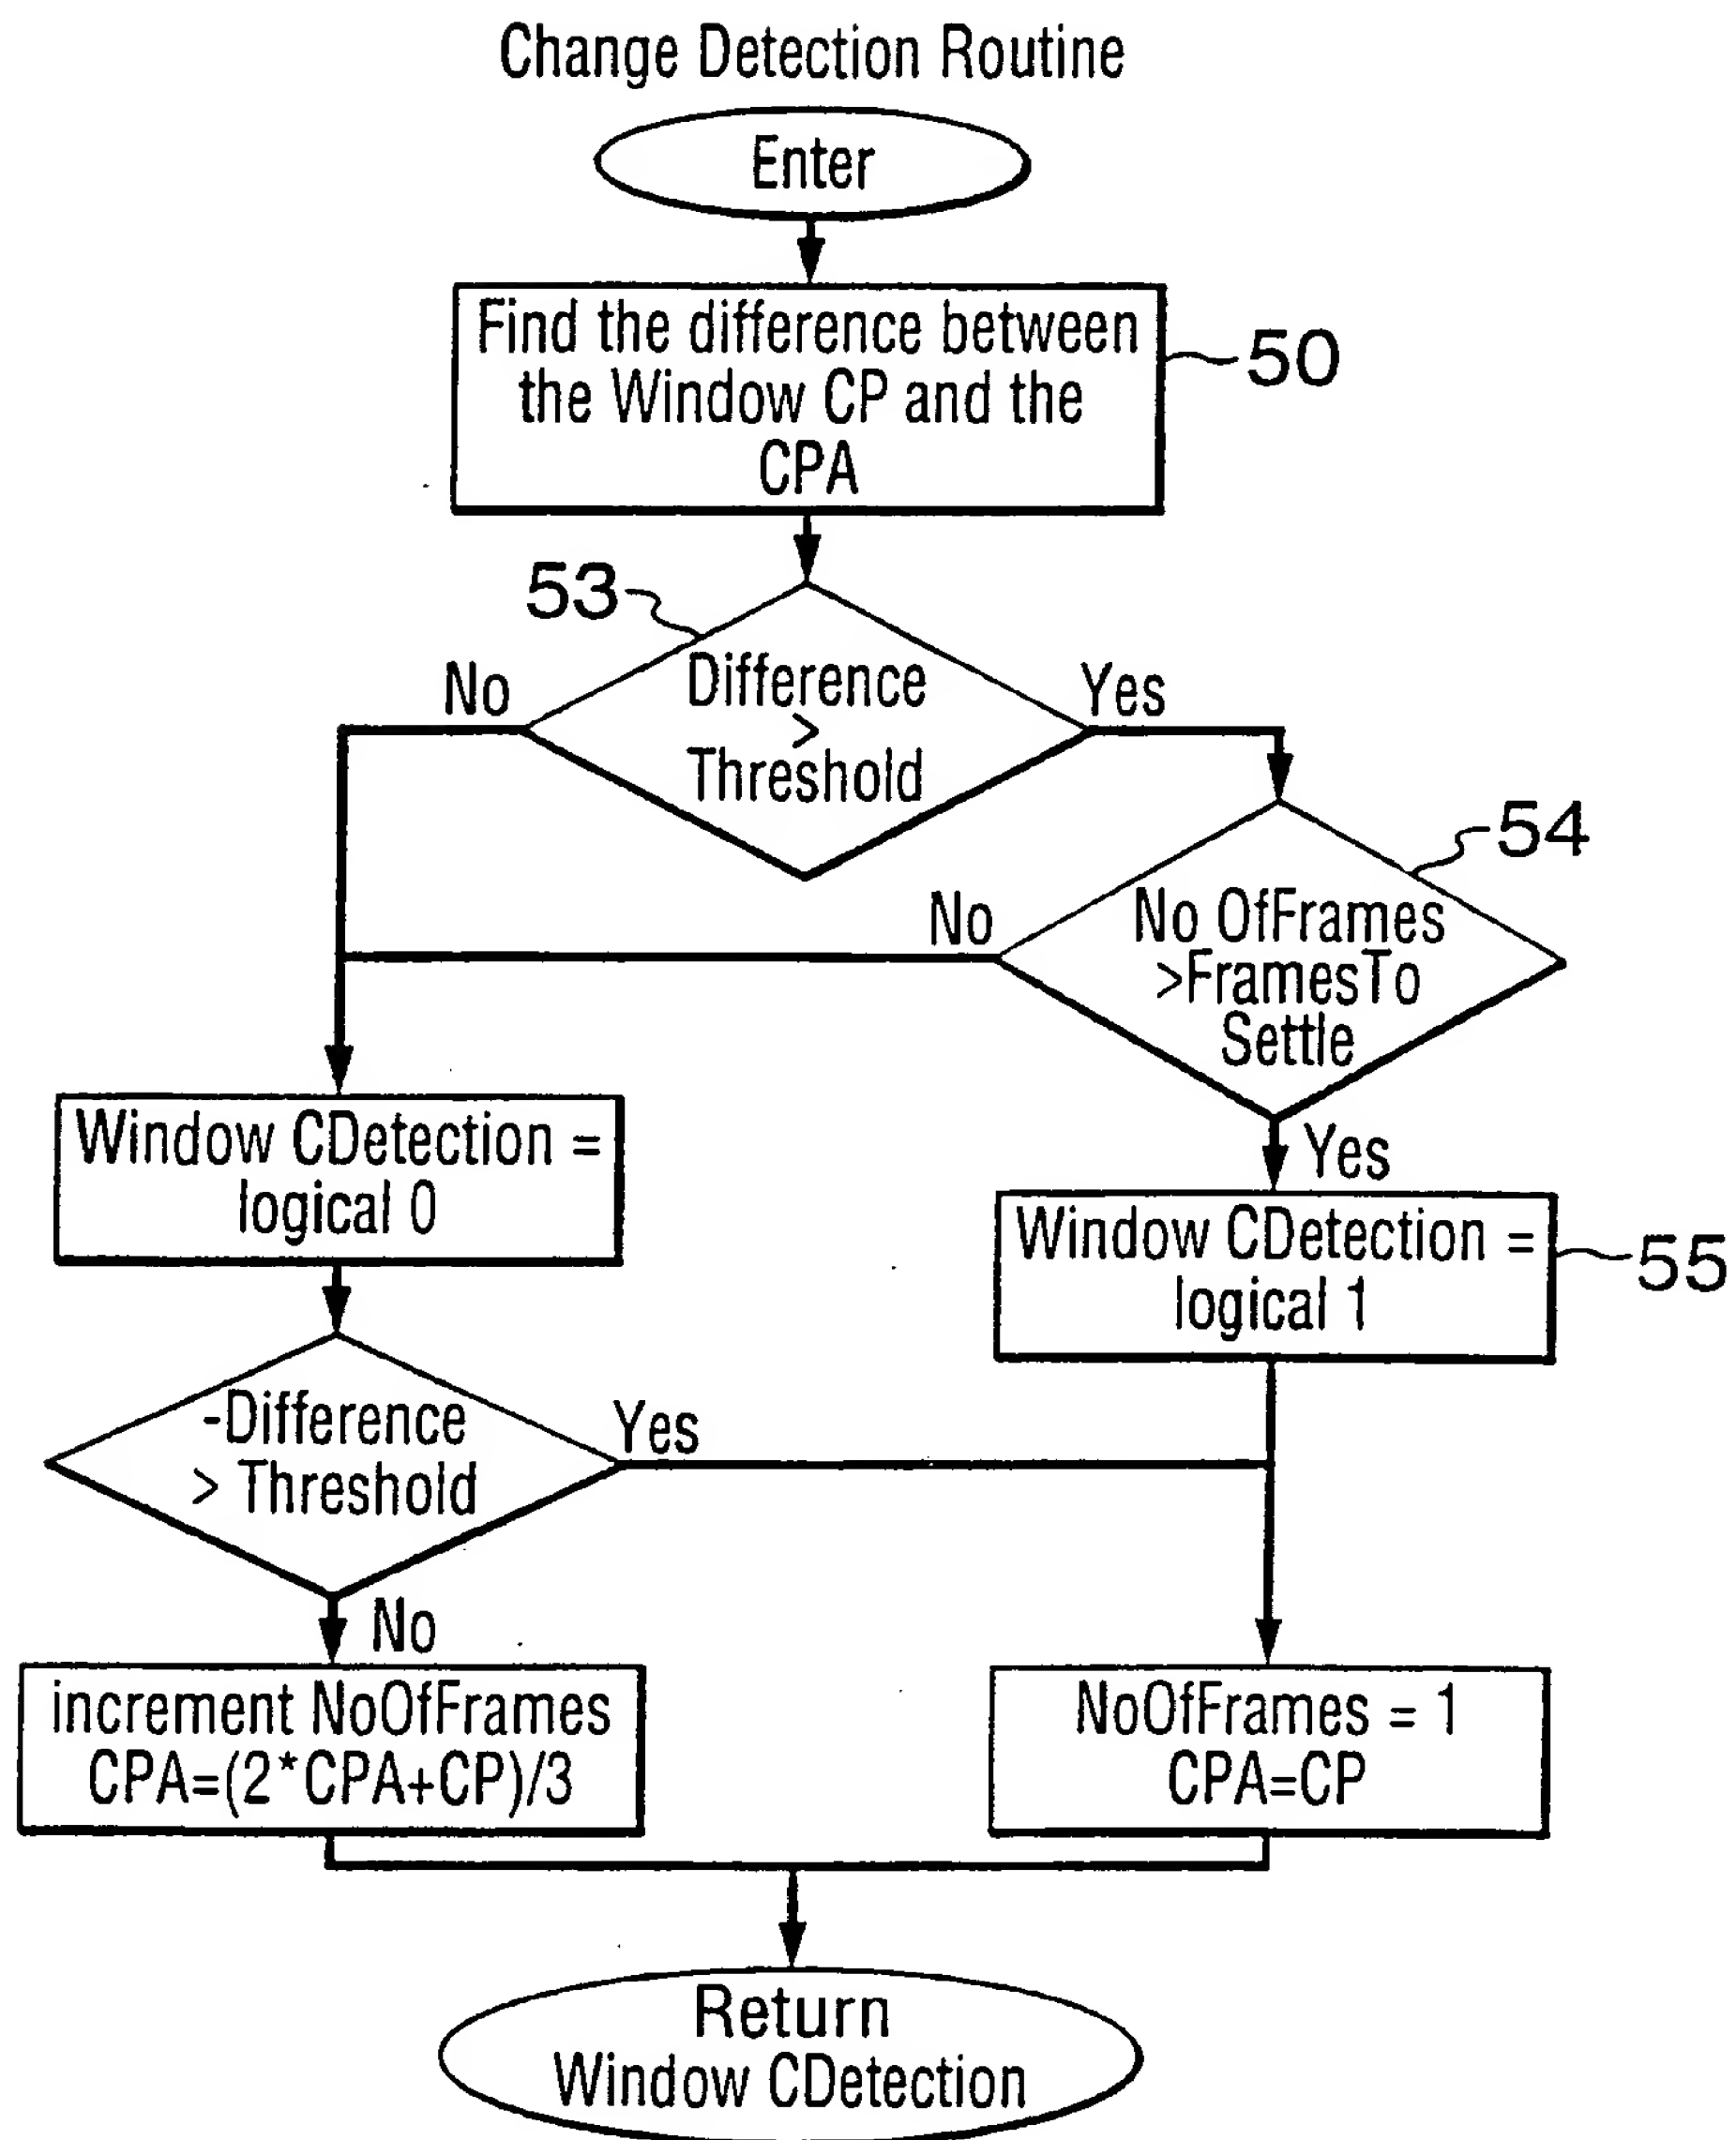 Change Detection Routine
Enter
Find the difference between
the Window CP and the
CPA
50
53
Difference
>
Threshold
No
Yes
54
No OfFrames
>FramesTo
Settle
No
Yes
Window CDetection =
logical 0
Window CDetection =
logical 1
55
-Difference
> Threshold
Yes
No
increment NoOfFrames
CPA=(2*CPA+CP)/3
NoOfFrames = 1
CPA=CP
Return
Window CDetection